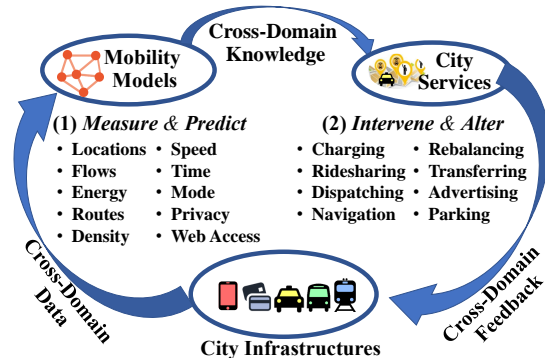 Cross-Domain
Knowledge
Mobility
Models
City
Services
(1) Measure & Predict
• Locations
• Flows
• Energy
• Routes
• Density
• Speed
• Time
• Mode
• Privacy
• Web Access
(2) Intervene & Alter
• Charging
• Ridesharing
• Dispatching
• Navigation
• Rebalancing
• Transferring
• Advertising
• Parking
Cross-Domain
Data
Cross-Domain
Feedback
City Infrastructures